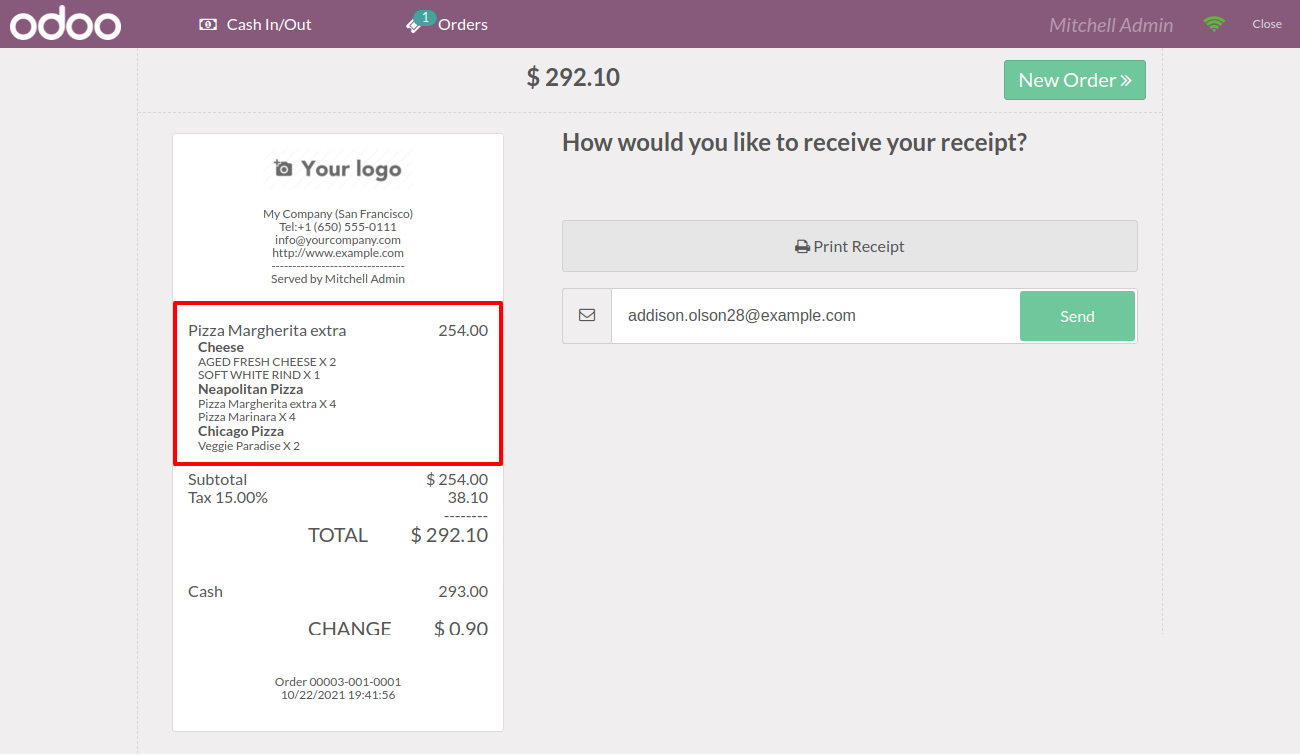 odoo
Cash In/Out
1
Orders
Mitchell Admin
Close
$ 292.10
New Order
Your logo
My Company (San Francisco)
Tel:+1 (650) 555-0111
info@yourcompany.com
http://www.example.com
--------------------------------
Served by Mitchell Admin
Pizza Margherita extra 254.00
Cheese
AGED FRESH CHEESE X 2
SOFT WHITE RIND X 1
Neapolitan Pizza
Pizza Margherita extra X 4
Pizza Marinara X 4
Chicago Pizza
Veggie Paradise X 2
Subtotal $ 254.00
Tax 15.00% 38.10
--------
TOTAL $ 292.10
Cash 293.00
CHANGE $ 0.90
Order 00003-001-0001
10/22/2021 19:41:56
How would you like to receive your receipt?
Print Receipt
addison.olson28@example.com
Send